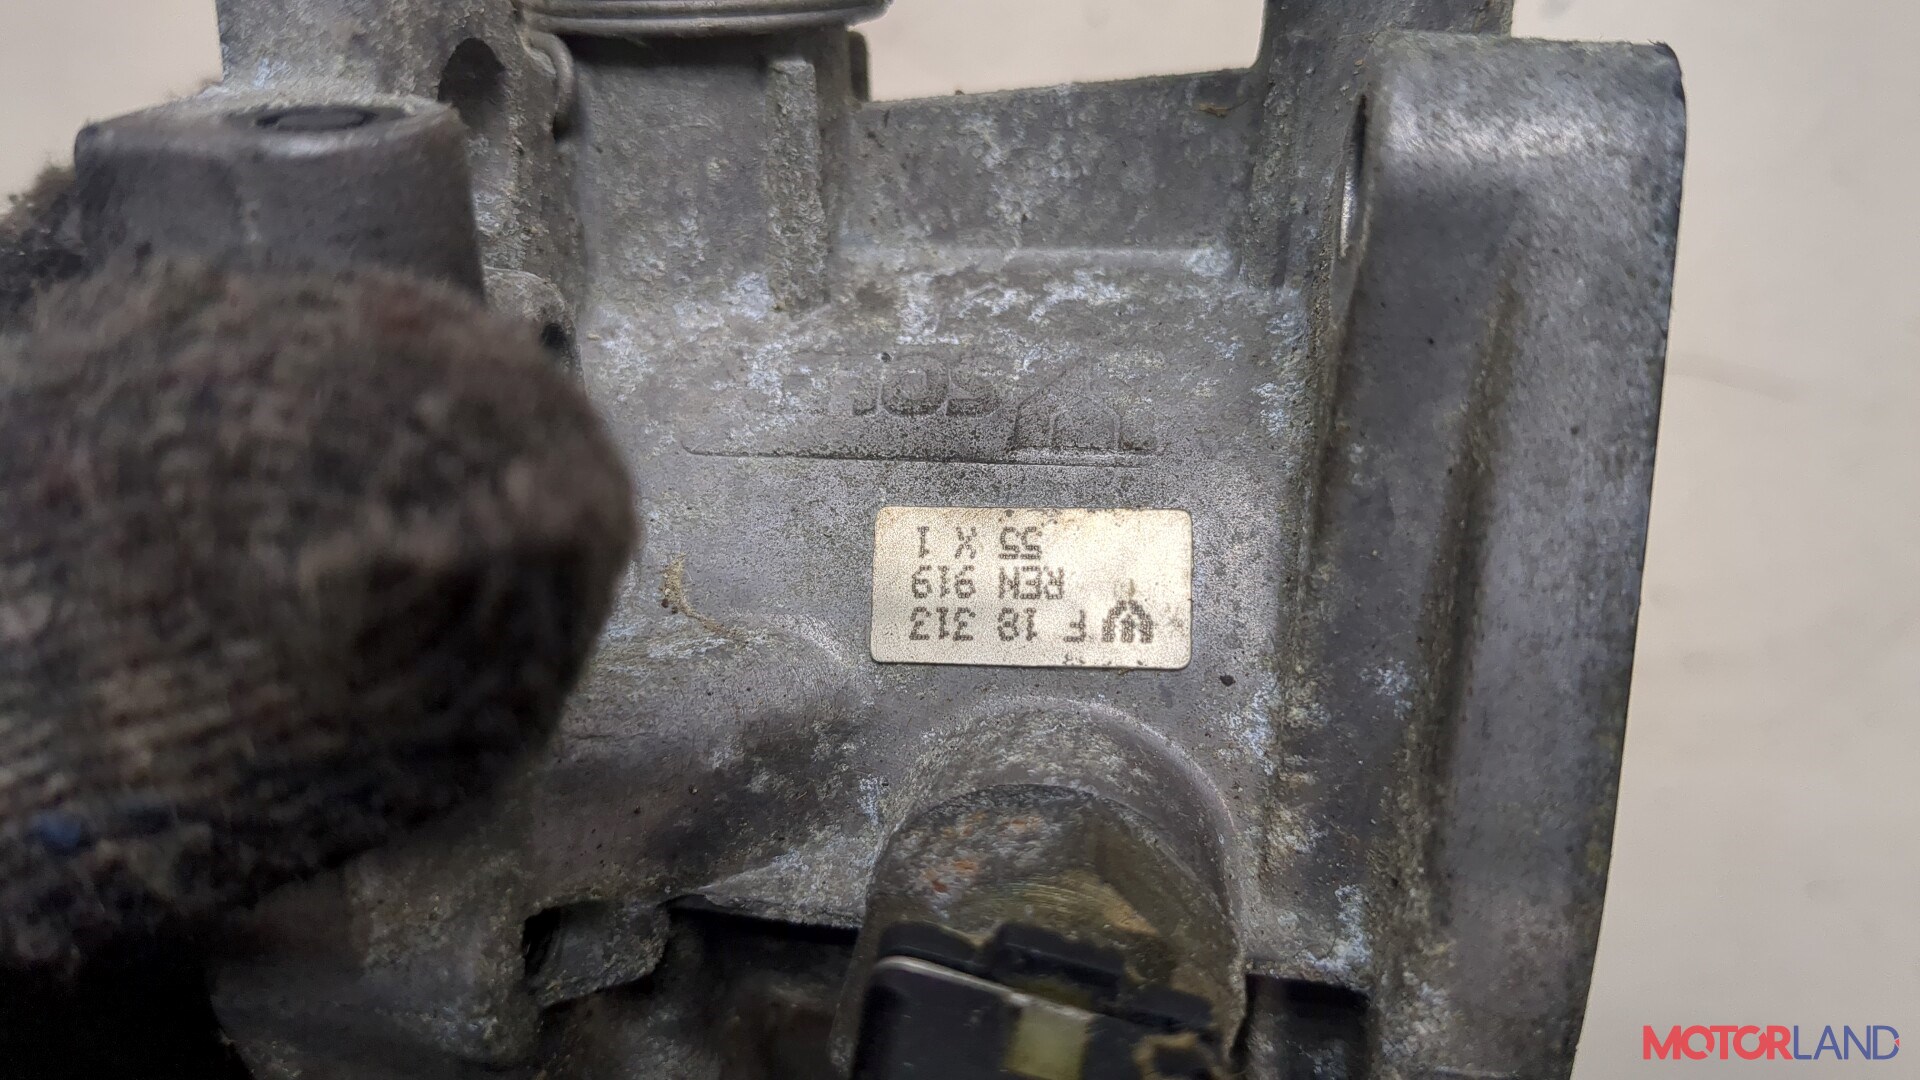 F 18 313
REN 919
55 X 1
MOTORLAND